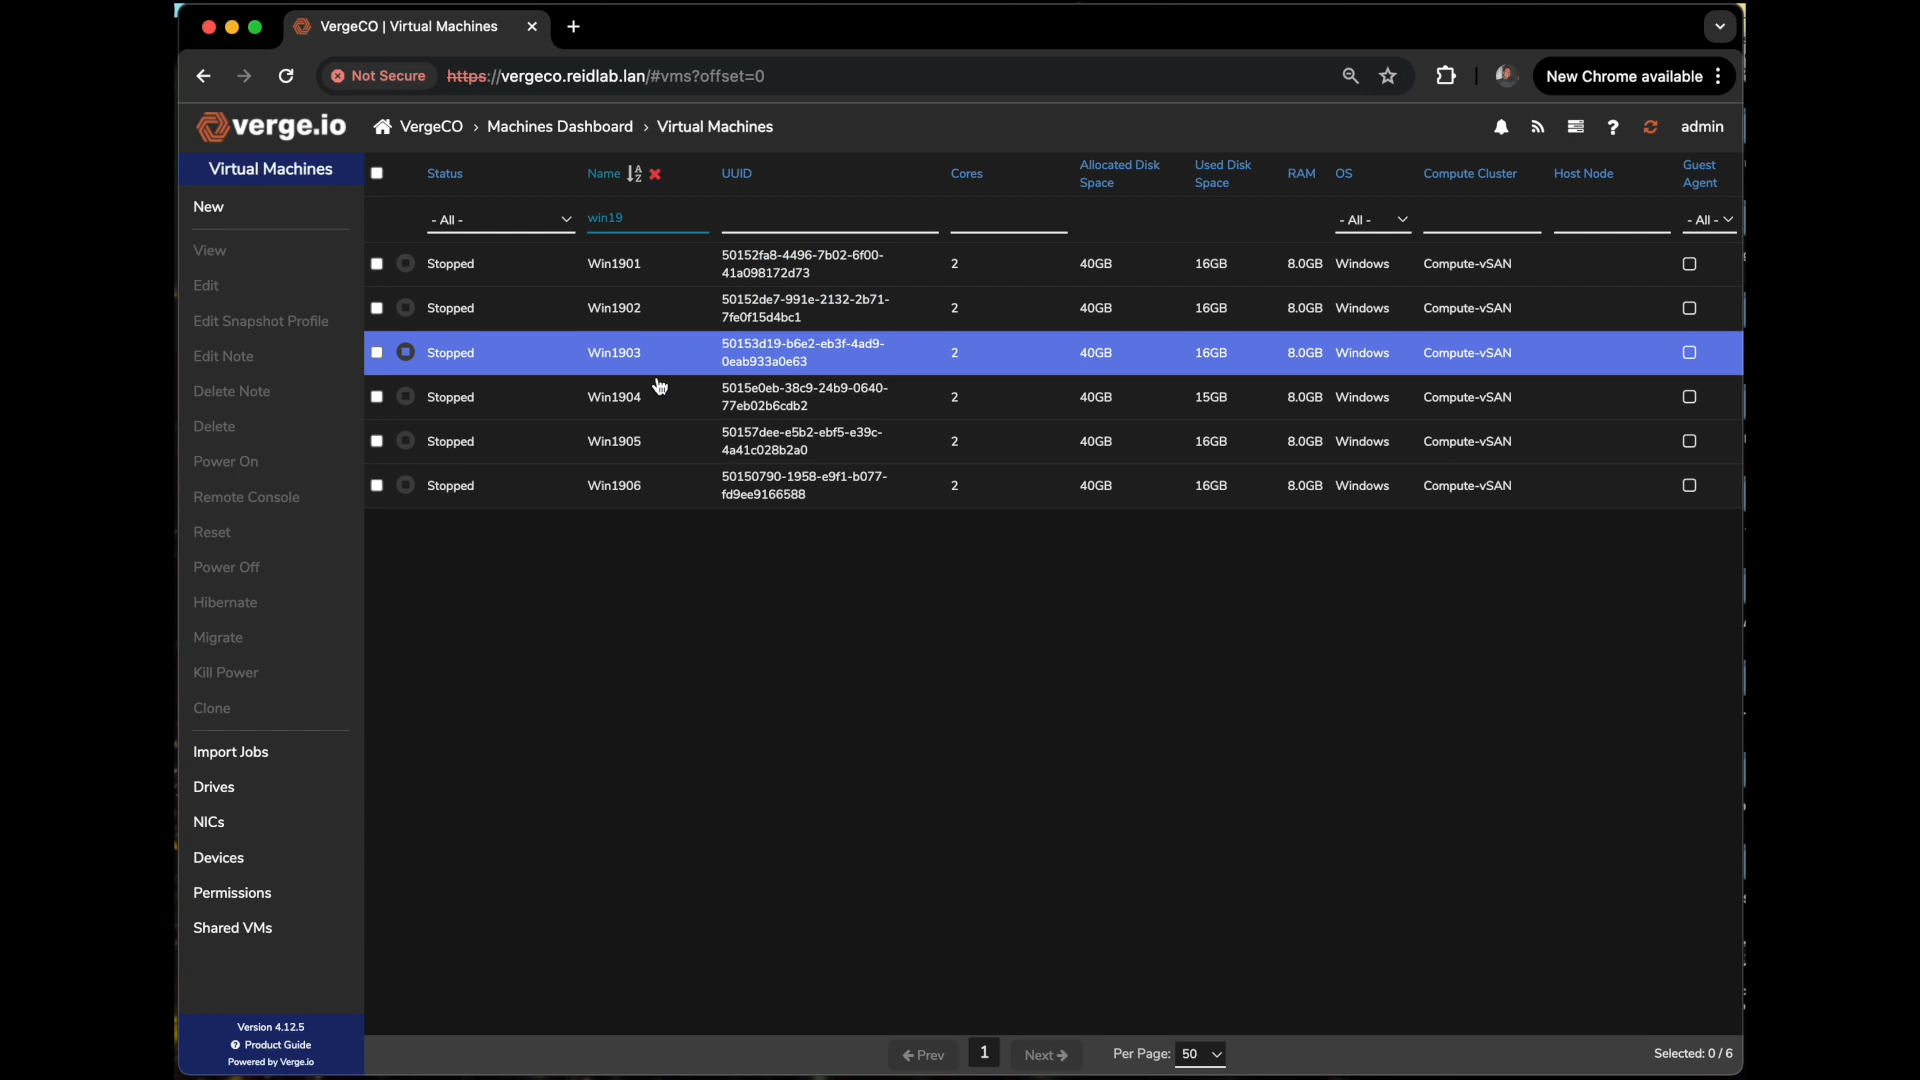 VergeCO | Virtual Machines
Not Secure https://vergeco.reidlab.lan/#vms?offset=0 New Chrome available
verge.io VergeCO › Machines Dashboard › Virtual Machines admin
Virtual Machines
New
View
Edit
Edit Snapshot Profile
Edit Note
Delete Note
Delete
Power On
Remote Console
Reset
Power Off
Hibernate
Migrate
Kill Power
Clone
Import Jobs
Drives
NICs
Devices
Permissions
Shared VMs
Version 4.12.5
Product Guide
Powered by Verge.io
Status Name UUID Cores Allocated Disk Space Used Disk Space RAM OS Compute Cluster Host Node Guest Agent
- All - win19 - All - - All -
Stopped Win1901 50152fa8-4496-7b02-6f00-41a098172d73 2 40GB 16GB 8.0GB Windows Compute-vSAN
Stopped Win1902 50152de7-991e-2132-2b71-7fe0f15d4bc1 2 40GB 16GB 8.0GB Windows Compute-vSAN
Stopped Win1903 50153d19-b6e2-eb3f-4ad9-0eab933a0e63 2 40GB 16GB 8.0GB Windows Compute-vSAN
Stopped Win1904 5015e0eb-38c9-24b9-0640-77eb02b6cdb2 2 40GB 15GB 8.0GB Windows Compute-vSAN
Stopped Win1905 50157dee-e5b2-ebf5-e39c-4a41c028b2a0 2 40GB 16GB 8.0GB Windows Compute-vSAN
Stopped Win1906 50150790-1958-e9f1-b077-fd9ee9166588 2 40GB 16GB 8.0GB Windows Compute-vSAN
Prev 1 Next Per Page: 50 Selected: 0 / 6